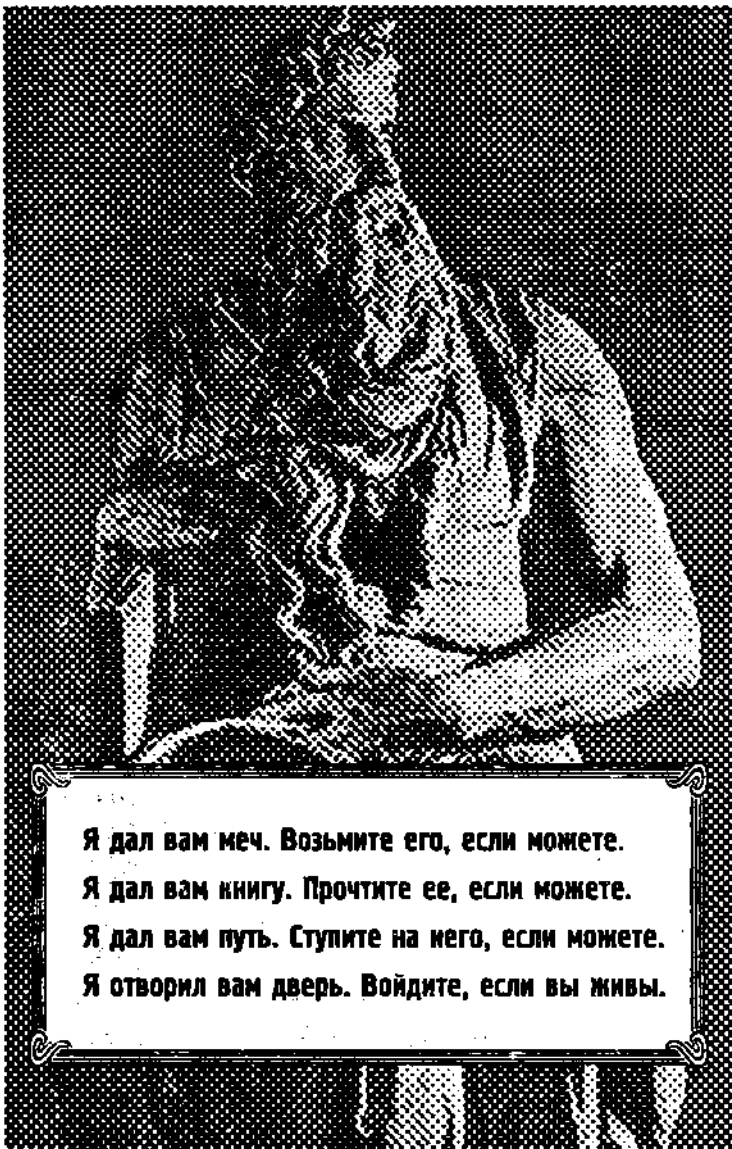 Я дал вам меч. Возьмите его, если можете.
Я дал вам книгу. Прочтите ее, если можете.
Я дал вам путь. Ступите на него, если можете.
Я отворил вам дверь. Войдите, если вы живы.